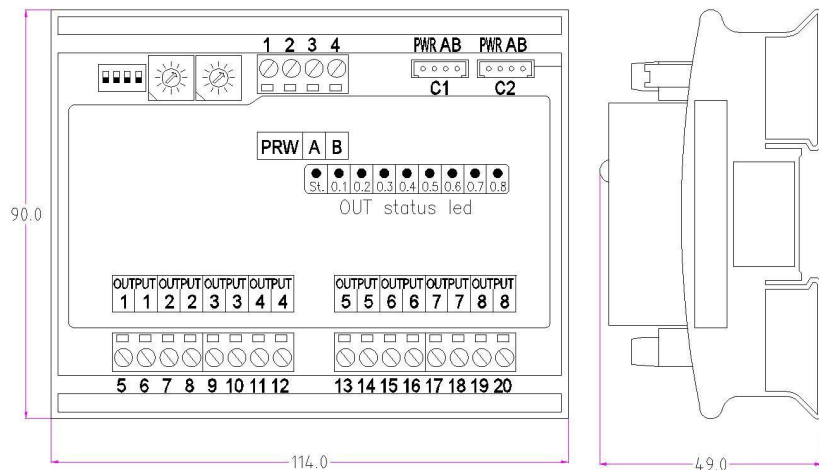 1 2 3 4
PWR AB PWR AB
C1 C2
PRW A B
St. 0.1 0.2 0.3 0.4 0.5 0.6 0.7 0.8
OUT status led
90.0
OUTPUT OUTPUT OUTPUT OUTPUT OUTPUT OUTPUT OUTPUT OUTPUT
1 1 2 2 3 3 4 4 5 5 6 6 7 7 8 8
5 6 7 8 9 10 11 12 13 14 15 16 17 18 19 20
114.0
49.0